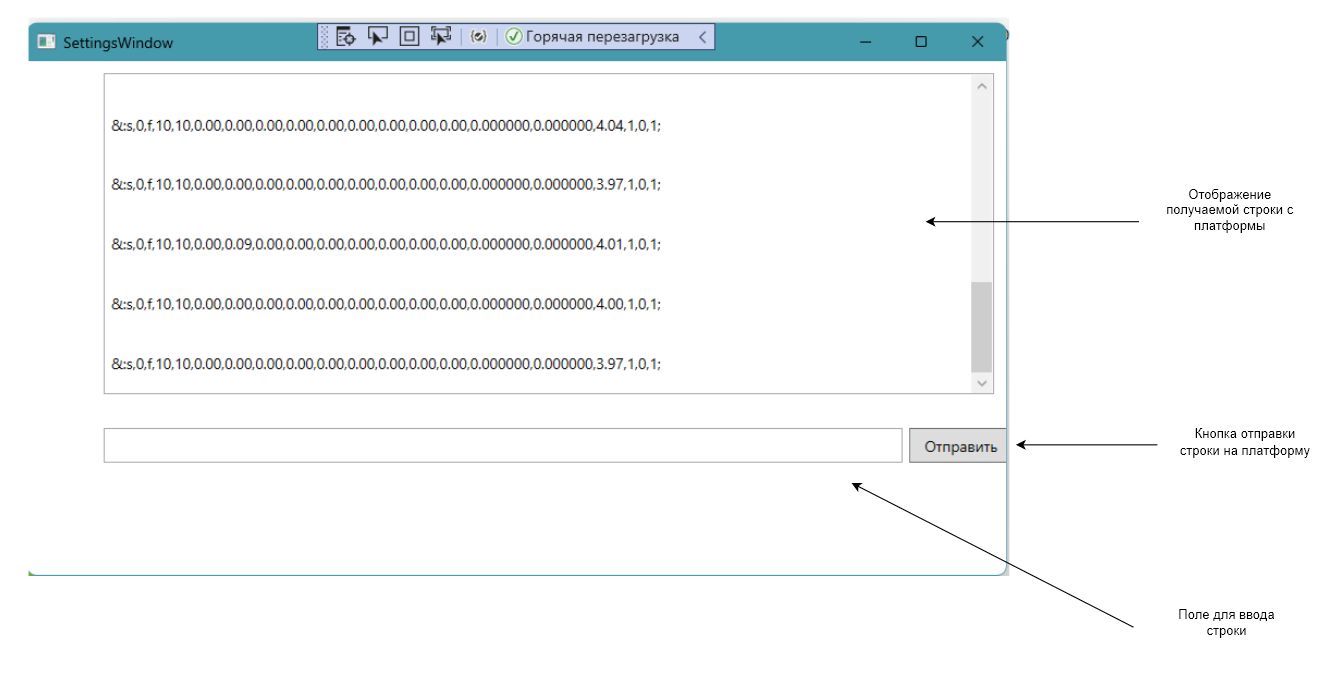 SettingsWindow
Горячая перезагрузка
&:s,0,f,10,10,0.00,0.00,0.00,0.00,0.00,0.00,0.00,0.00,0.00,0.000000,0.000000,4.04,1,0,1;
&:s,0,f,10,10,0.00,0.00,0.00,0.00,0.00,0.00,0.00,0.00,0.00,0.000000,0.000000,3.97,1,0,1;
&:s,0,f,10,10,0.00,0.09,0.00,0.00,0.00,0.00,0.00,0.00,0.00,0.000000,0.000000,4.01,1,0,1;
&:s,0,f,10,10,0.00,0.00,0.00,0.00,0.00,0.00,0.00,0.00,0.00,0.000000,0.000000,4.00,1,0,1;
&:s,0,f,10,10,0.00,0.00,0.00,0.00,0.00,0.00,0.00,0.00,0.00,0.000000,0.000000,3.97,1,0,1;
Отображение
получаемой строки с
платформы
Отправить
Кнопка отправки
строки на платформу
Поле для ввода
строки